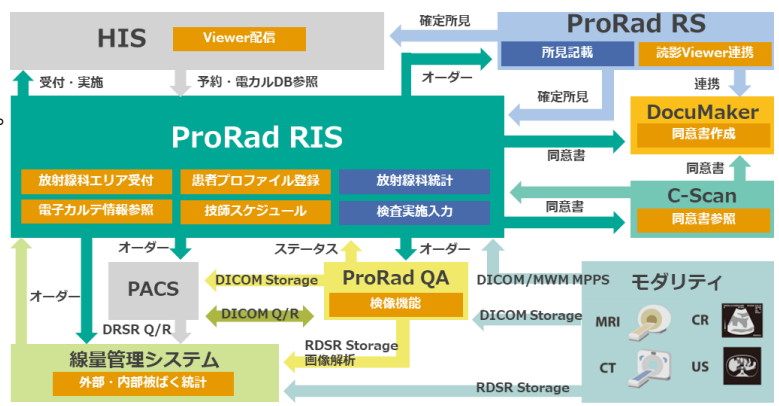 HIS
Viewer配信
確定所見
ProRad RS
所見記載
読影Viewer連携
受付・実施
予約・電カルDB参照
オーダー
確定所見
連携
ProRad RIS
DocuMaker
同意書作成
同意書
同意書
放射線科エリア受付
患者プロファイル登録
放射線科統計
C-Scan
電子カルテ情報参照
技師スケジュール
検査実施入力
同意書
同意書参照
オーダー
ステータス
オーダー
オーダー
PACS
DICOM Storage
ProRad QA
検像機能
DICOM/MWM MPPS
モダリティ
DICOM Q/R
DICOM Storage
MRI
CR
DRSR Q/R
RDSR Storage
画像解析
線量管理システム
外部・内部被ばく統計
CT
US
RDSR Storage